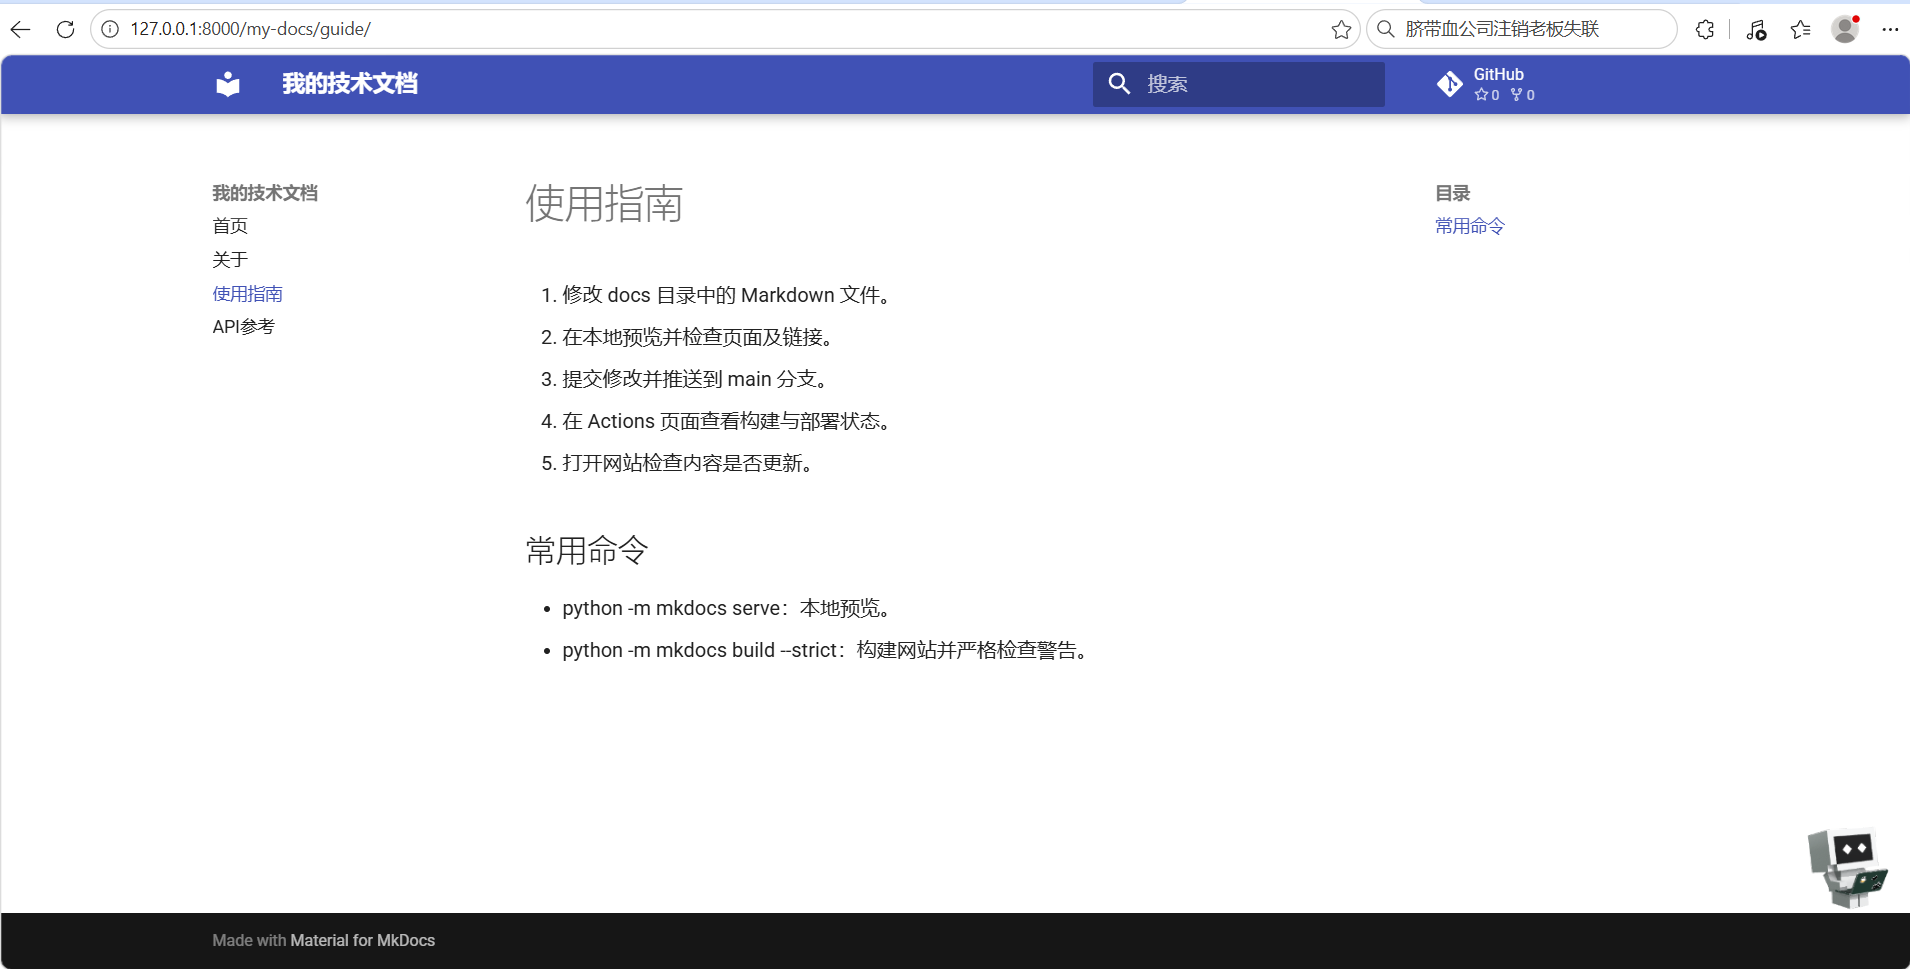 127.0.0.1:8000/my-docs/guide/
脐带血公司注销老板失联
我的技术文档
搜索
GitHub
0 0
我的技术文档
首页
关于
使用指南
API参考
使用指南
1. 修改 docs 目录中的 Markdown 文件。
2. 在本地预览并检查页面及链接。
3. 提交修改并推送到 main 分支。
4. 在 Actions 页面查看构建与部署状态。
5. 打开网站检查内容是否更新。
常用命令
• python -m mkdocs serve：本地预览。
• python -m mkdocs build --strict：构建网站并严格检查警告。
目录
常用命令
Made with Material for MkDocs